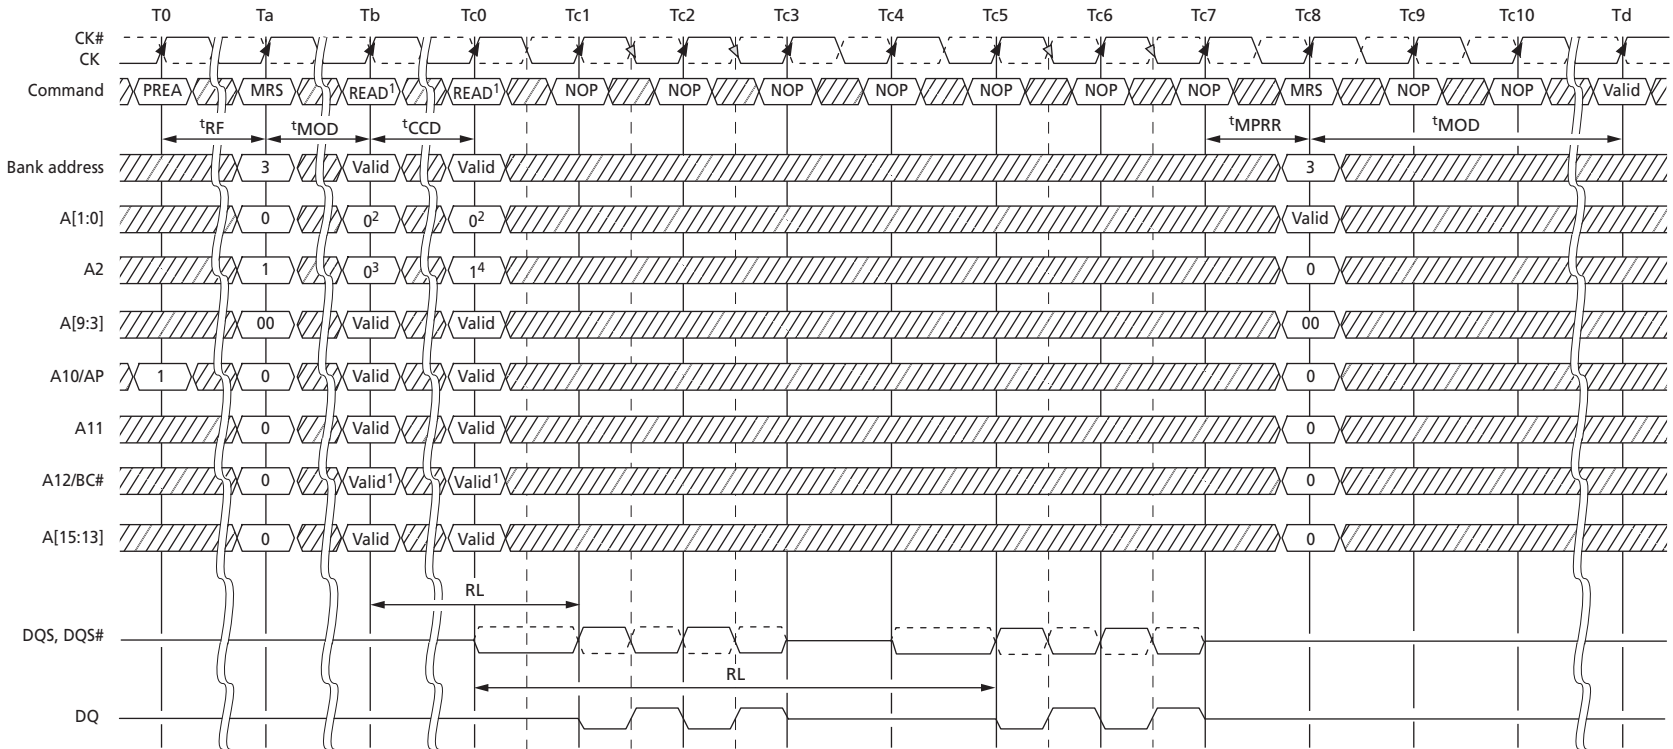 T0 Ta Tb Tc0 Tc1 Tc2 Tc3 Tc4 Tc5 Tc6 Tc7 Tc8 Tc9 Tc10 Td
CK#
CK
Command PREA MRS READ1 READ1 NOP NOP NOP NOP NOP NOP NOP MRS NOP NOP Valid
tRF tMOD tCCD tMPRR tMOD
Bank address 3 Valid Valid 3
A[1:0] 0 02 02 Valid
A2 1 03 14 0
A[9:3] 00 Valid Valid 00
A10/AP 1 0 Valid Valid 0
A11 0 Valid Valid 0
A12/BC# 0 Valid1 Valid1 0
A[15:13] 0 Valid Valid 0
RL
DQS, DQS#
RL
DQ